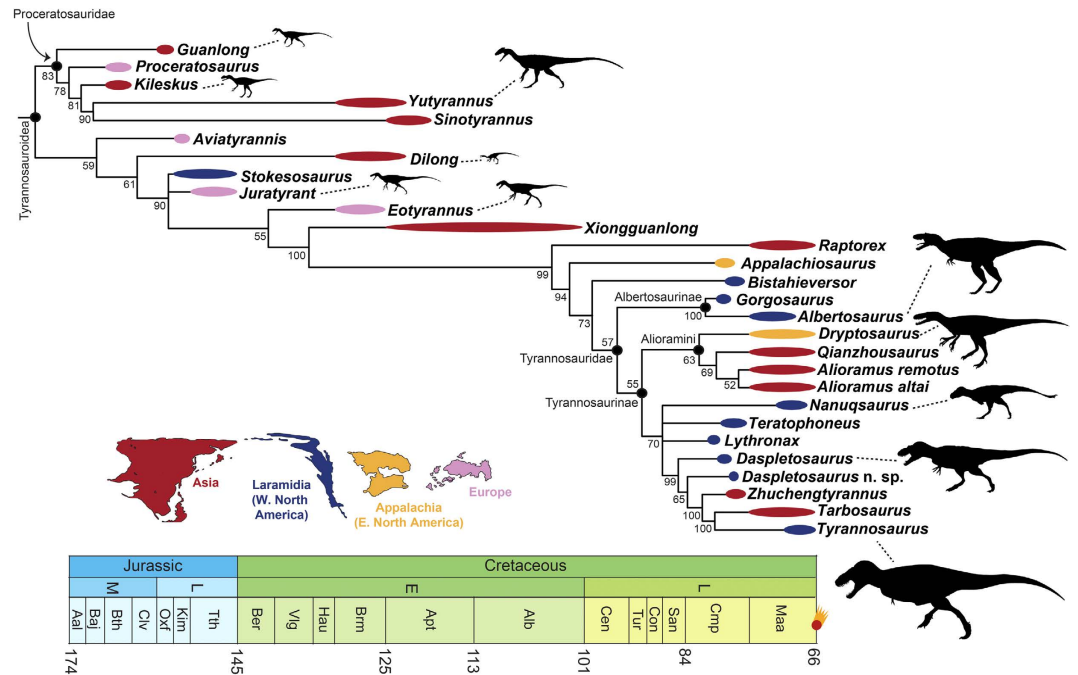 Proceratosauridae
Guanlong
83
Proceratosaurus
78
Kileskus
81
Yutyrannus
90
Sinotyrannus
Tyrannosauroidea
Aviatyrannis
59
Dilong
61
Stokesosaurus
90
Juratyrant
Eotyrannus
55
Xiongguanlong
100
Raptorex
99
Appalachiosaurus
94
Bistahieversor
73
Albertosaurinae
Gorgosaurus
100
Albertosaurus
57
Tyrannosauridae
Alioramini
Dryptosaurus
63
Qianzhousaurus
69
Alioramus remotus
52
Alioramus altai
55
Tyrannosaurinae
Nanuqsaurus
Teratophoneus
70
Lythronax
Daspletosaurus
99
Daspletosaurus n. sp.
65
Zhuchengtyrannus
100
Tarbosaurus
100
Tyrannosaurus
Asia
Laramidia
(W. North
America)
Appalachia
(E. North America)
Europe
Jurassic
Cretaceous
M
L
E
L
Aal
Baj
Bth
Clv
Oxf
Kim
Tth
Ber
Vlg
Hau
Brm
Apt
Alb
Cen
Tur
Con
San
Cmp
Maa
174
145
125
113
101
84
66